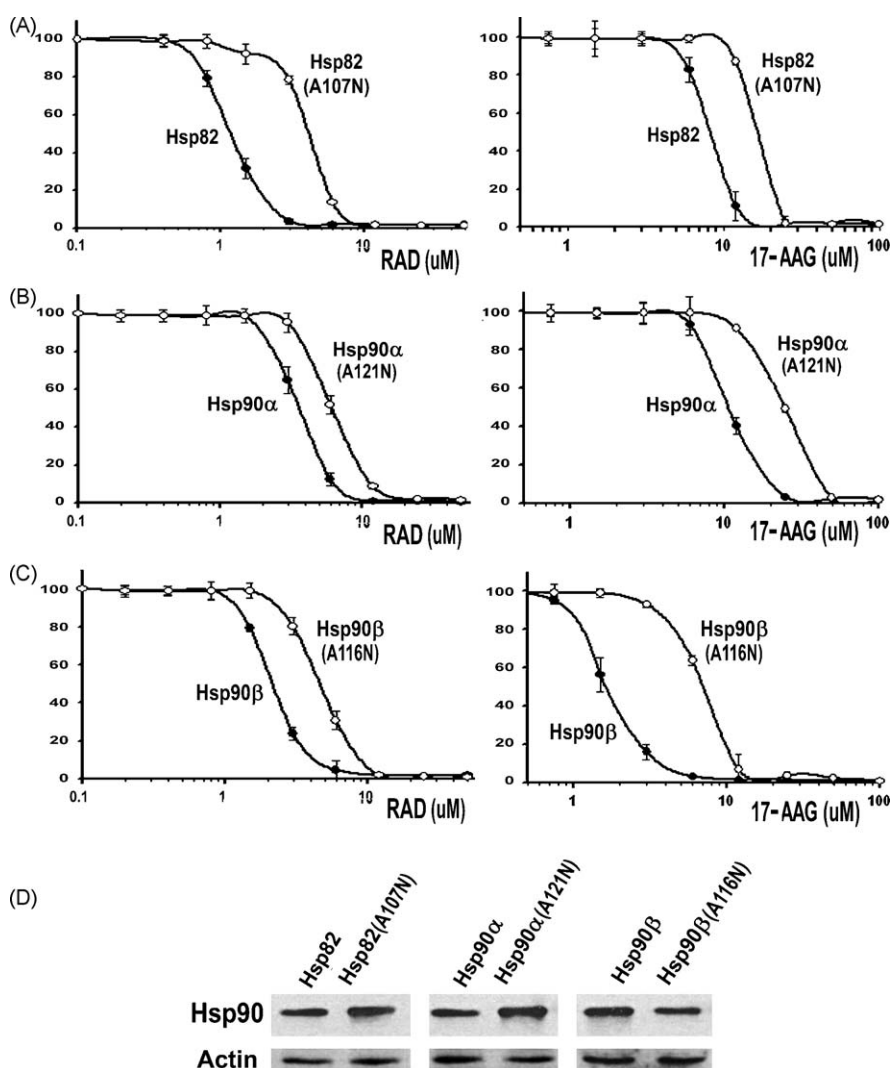 (A)
100
80
60
40
20
0
0.1
1
10
RAD (uM)
Hsp82
(A107N)
Hsp82
100
80
60
40
20
0
1
10
100
17-AAG (uM)
Hsp82
(A107N)
Hsp82
(B)
100
80
60
40
20
0
0.1
1
10
RAD (uM)
Hsp90α
(A121N)
Hsp90α
100
80
60
40
20
0
1
10
100
17-AAG (uM)
Hsp90α
(A121N)
Hsp90α
(C)
100
80
60
40
20
0
0.1
1
10
RAD (uM)
Hsp90β
(A116N)
Hsp90β
100
80
60
40
20
0
1
10
100
17-AAG (uM)
Hsp90β
(A116N)
Hsp90β
(D)
Hsp82
Hsp82(A107N)
Hsp90α
Hsp90α(A121N)
Hsp90β
Hsp90β(A116N)
Hsp90
Actin